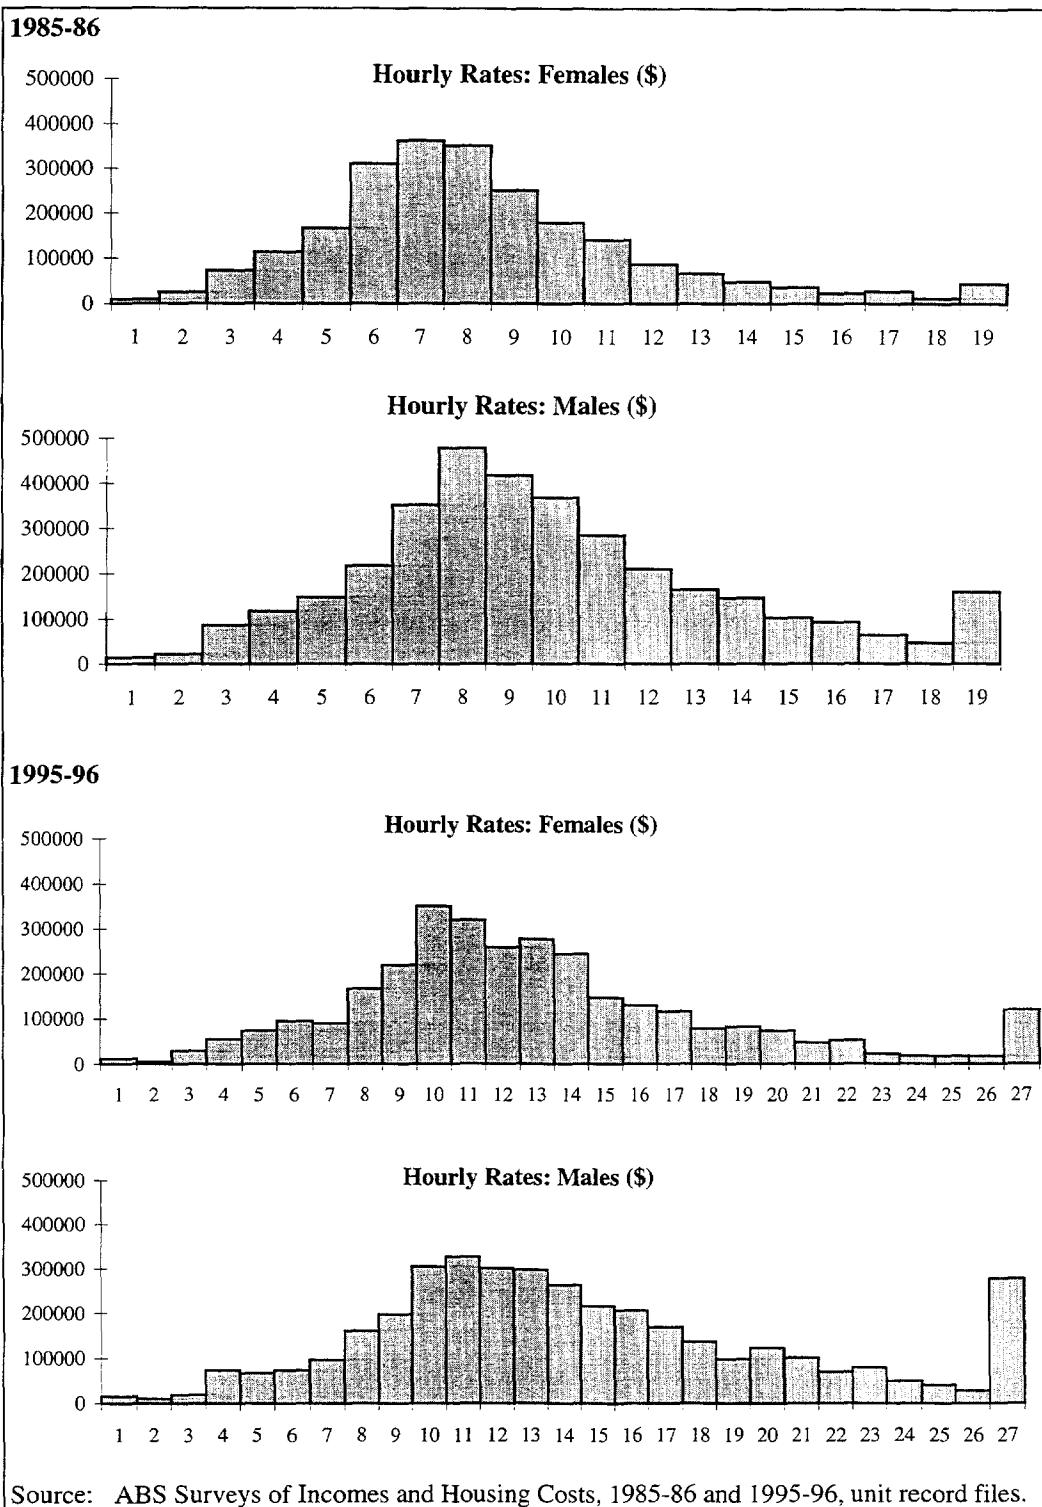 1985-86
Hourly Rates: Females ($)
500000
400000
300000
200000
100000
0
1 2 3 4 5 6 7 8 9 10 11 12 13 14 15 16 17 18 19
Hourly Rates: Males ($)
500000
400000
300000
200000
100000
0
1 2 3 4 5 6 7 8 9 10 11 12 13 14 15 16 17 18 19
1995-96
Hourly Rates: Females ($)
500000
400000
300000
200000
100000
0
1 2 3 4 5 6 7 8 9 10 11 12 13 14 15 16 17 18 19 20 21 22 23 24 25 26 27
Hourly Rates: Males ($)
500000
400000
300000
200000
100000
0
1 2 3 4 5 6 7 8 9 10 11 12 13 14 15 16 17 18 19 20 21 22 23 24 25 26 27
Source: ABS Surveys of Incomes and Housing Costs, 1985-86 and 1995-96, unit record files.